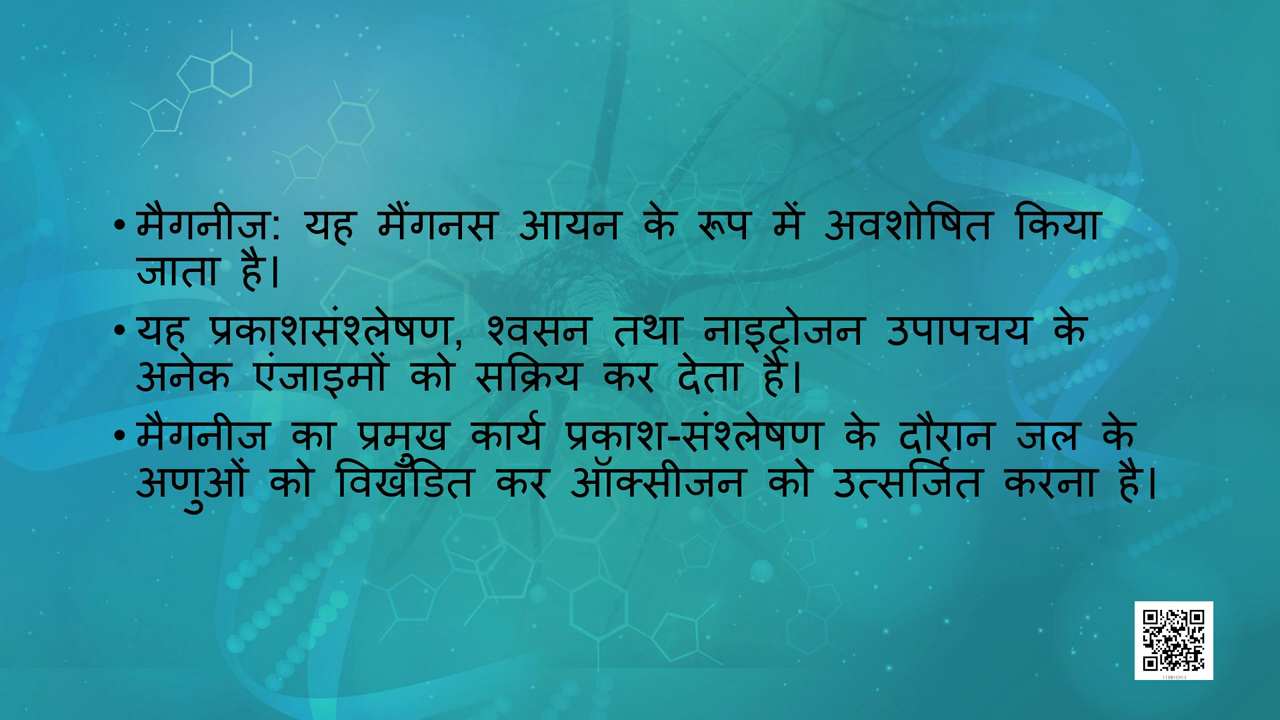 • मैगनीज: यह मैंगनस आयन के रूप में अवशोषित किया
जाता है।
• यह प्रकाशसंश्लेषण, श्वसन तथा नाइट्रोजन उपापचय के
अनेक एंजाइमों को सक्रिय कर देता है।
• मैगनीज का प्रमुख कार्य प्रकाश-संश्लेषण के दौरान जल के
अणुओं को विखंडित कर ऑक्सीजन को उत्सर्जित करना है।